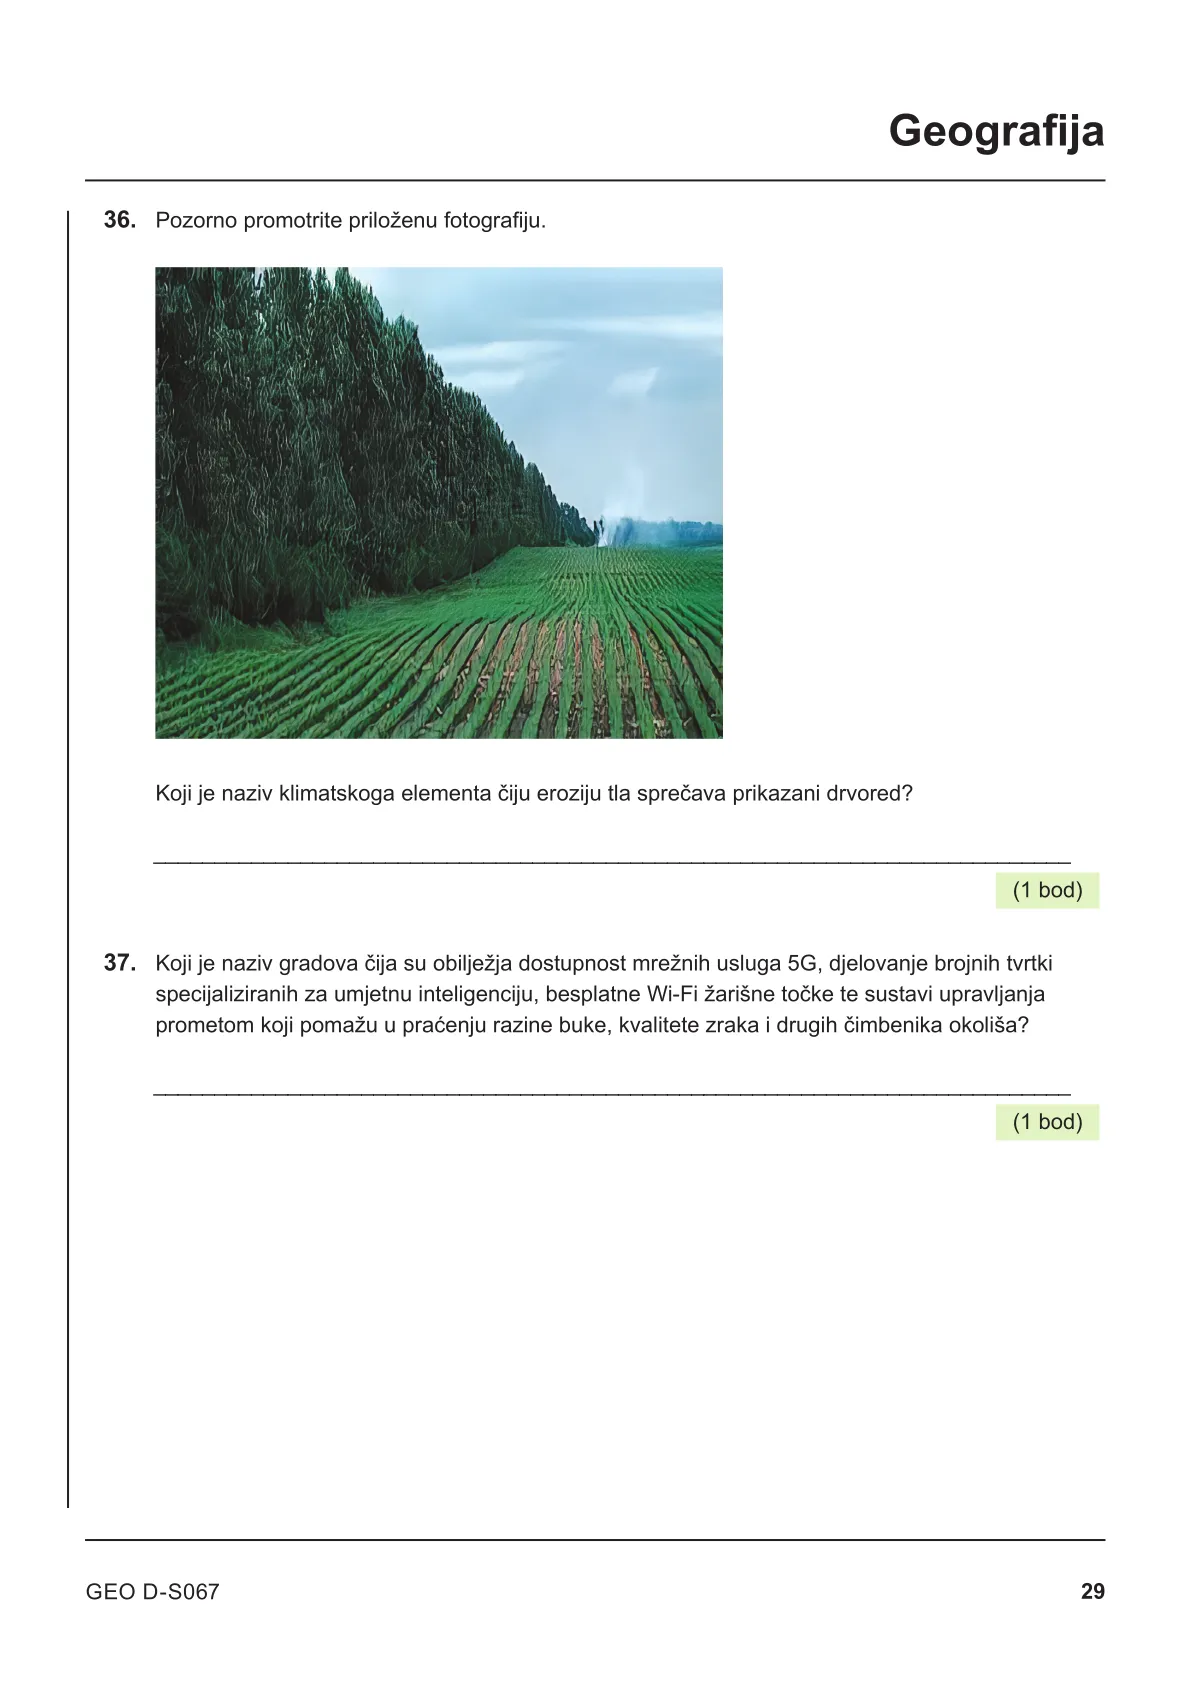 Geografija
36. Pozorno promotrite priloženu fotografiju.
Koji je naziv klimatskoga elementa čiju eroziju tla sprečava prikazani drvored?
(1 bod)
37. Koji je naziv gradova čija su obilježja dostupnost mrežnih usluga 5G, djelovanje brojnih tvrtki
specijaliziranih za umjetnu inteligenciju, besplatne Wi-Fi žarišne točke te sustavi upravljanja
prometom koji pomažu u praćenju razine buke, kvalitete zraka i drugih čimbenika okoliša?
(1 bod)
GEO D-S067
29